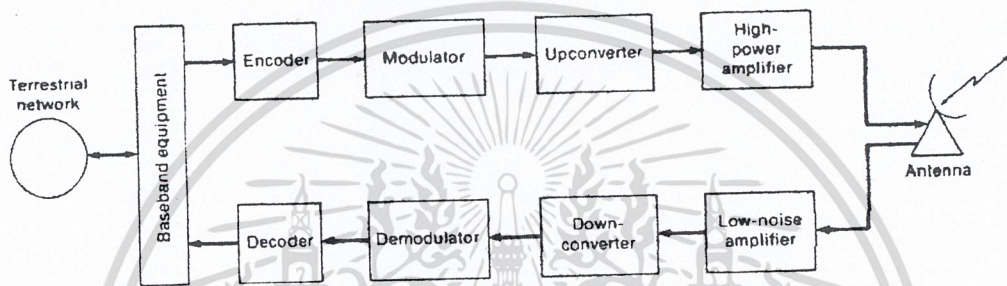 Terrestrial
network
Baseband equipment
Encoder
Modulator
Upconverter
High-
power
amplifier
Antenna
Low-noise
amplifier
Down-
converter
Demodulator
Decoder